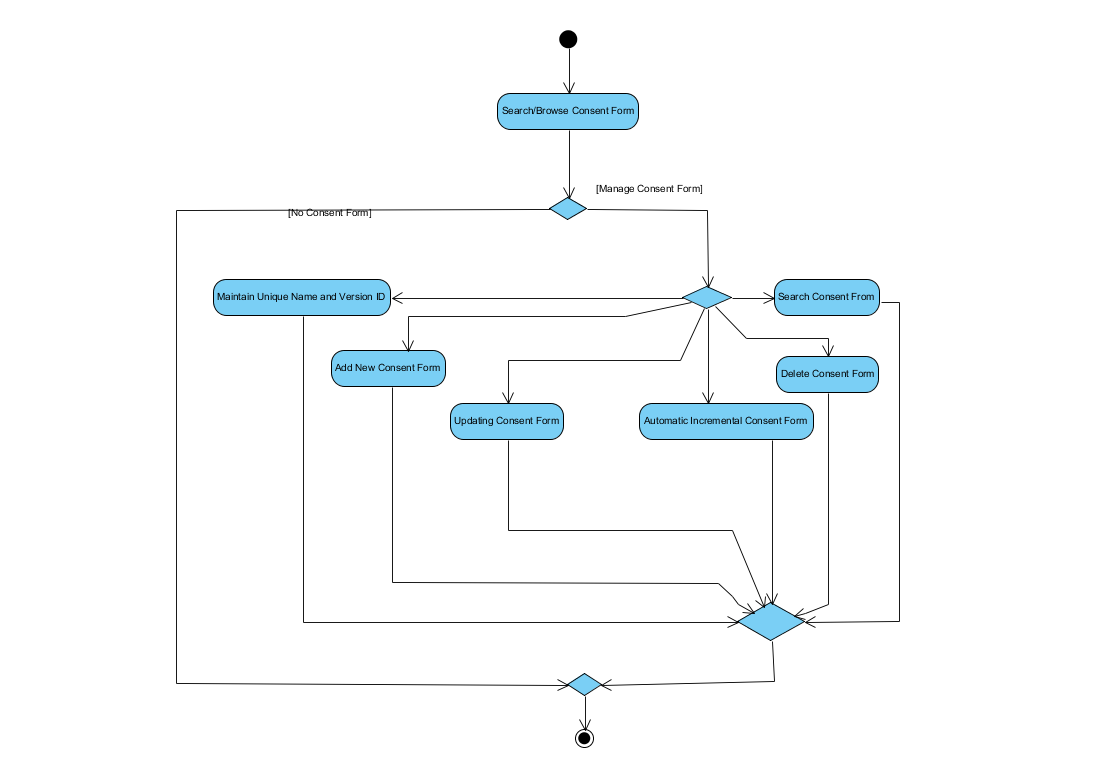 Search/Browse Consent Form
[Manage Consent Form]
[No Consent Form]
Maintain Unique Name and Version ID
Search Consent From
Add New Consent Form
Delete Consent Form
Updating Consent Form
Automatic Incremental Consent Form